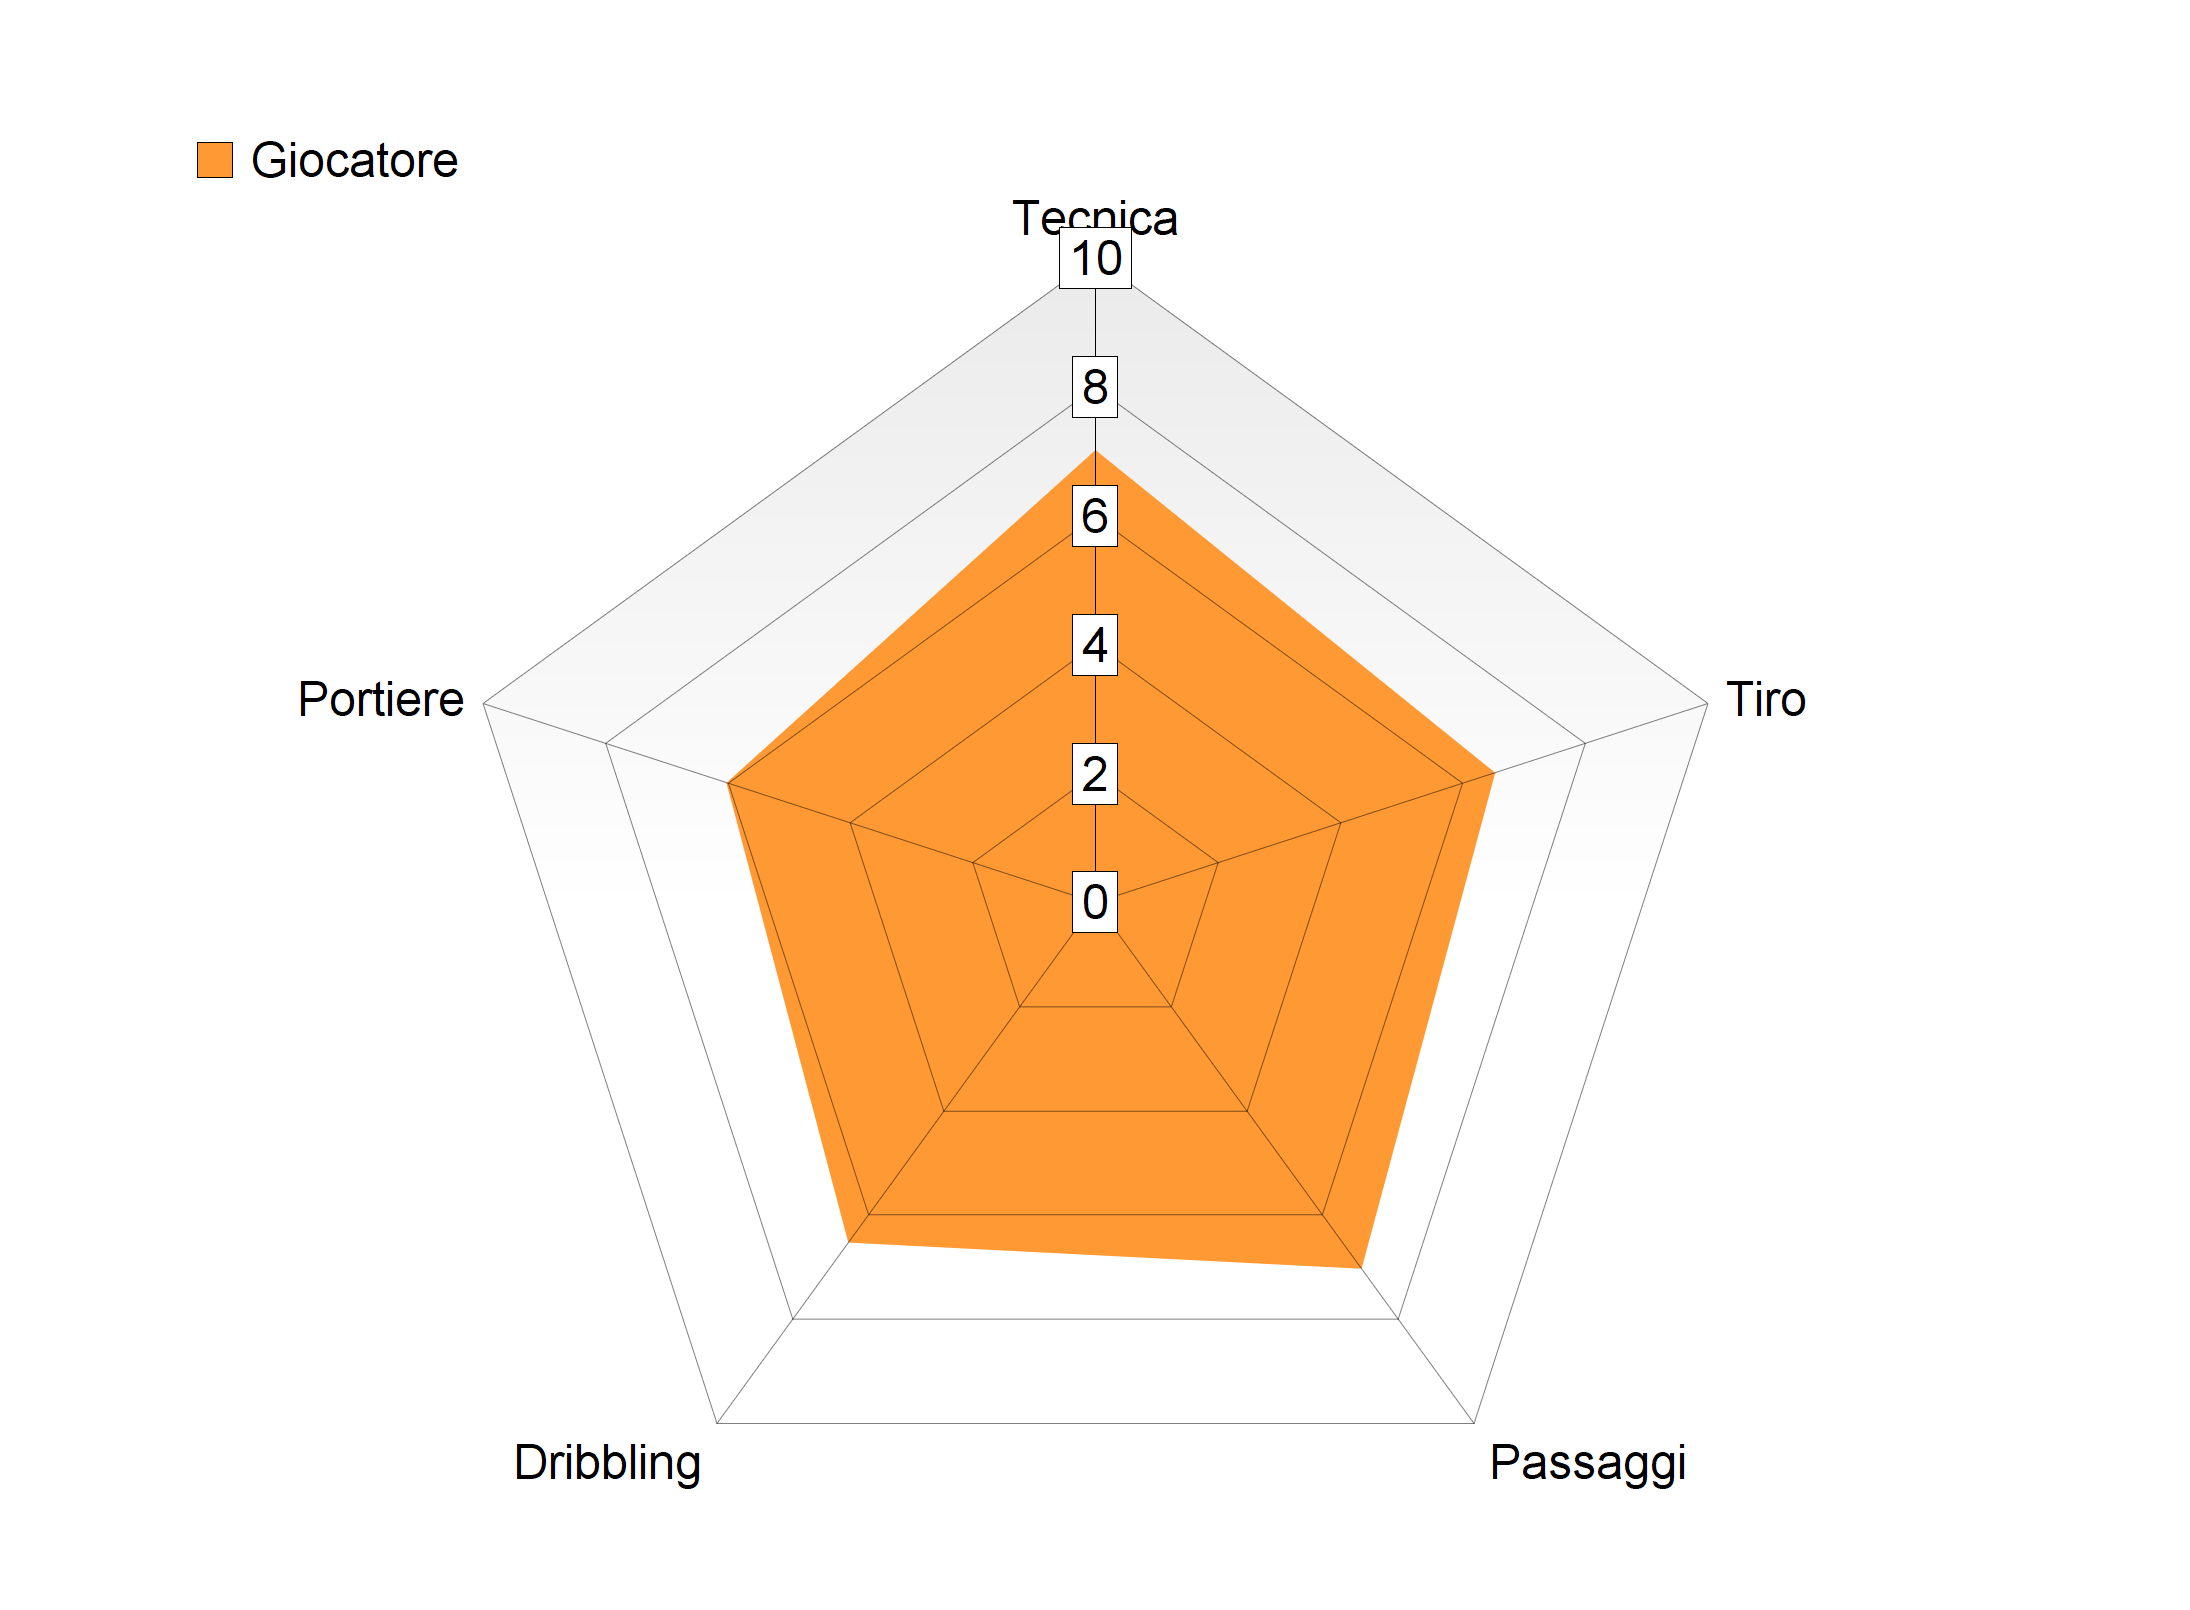 Giocatore
Tecnica
10
8
6
4
Portiere
Tiro
2
0
Dribbling
Passaggi